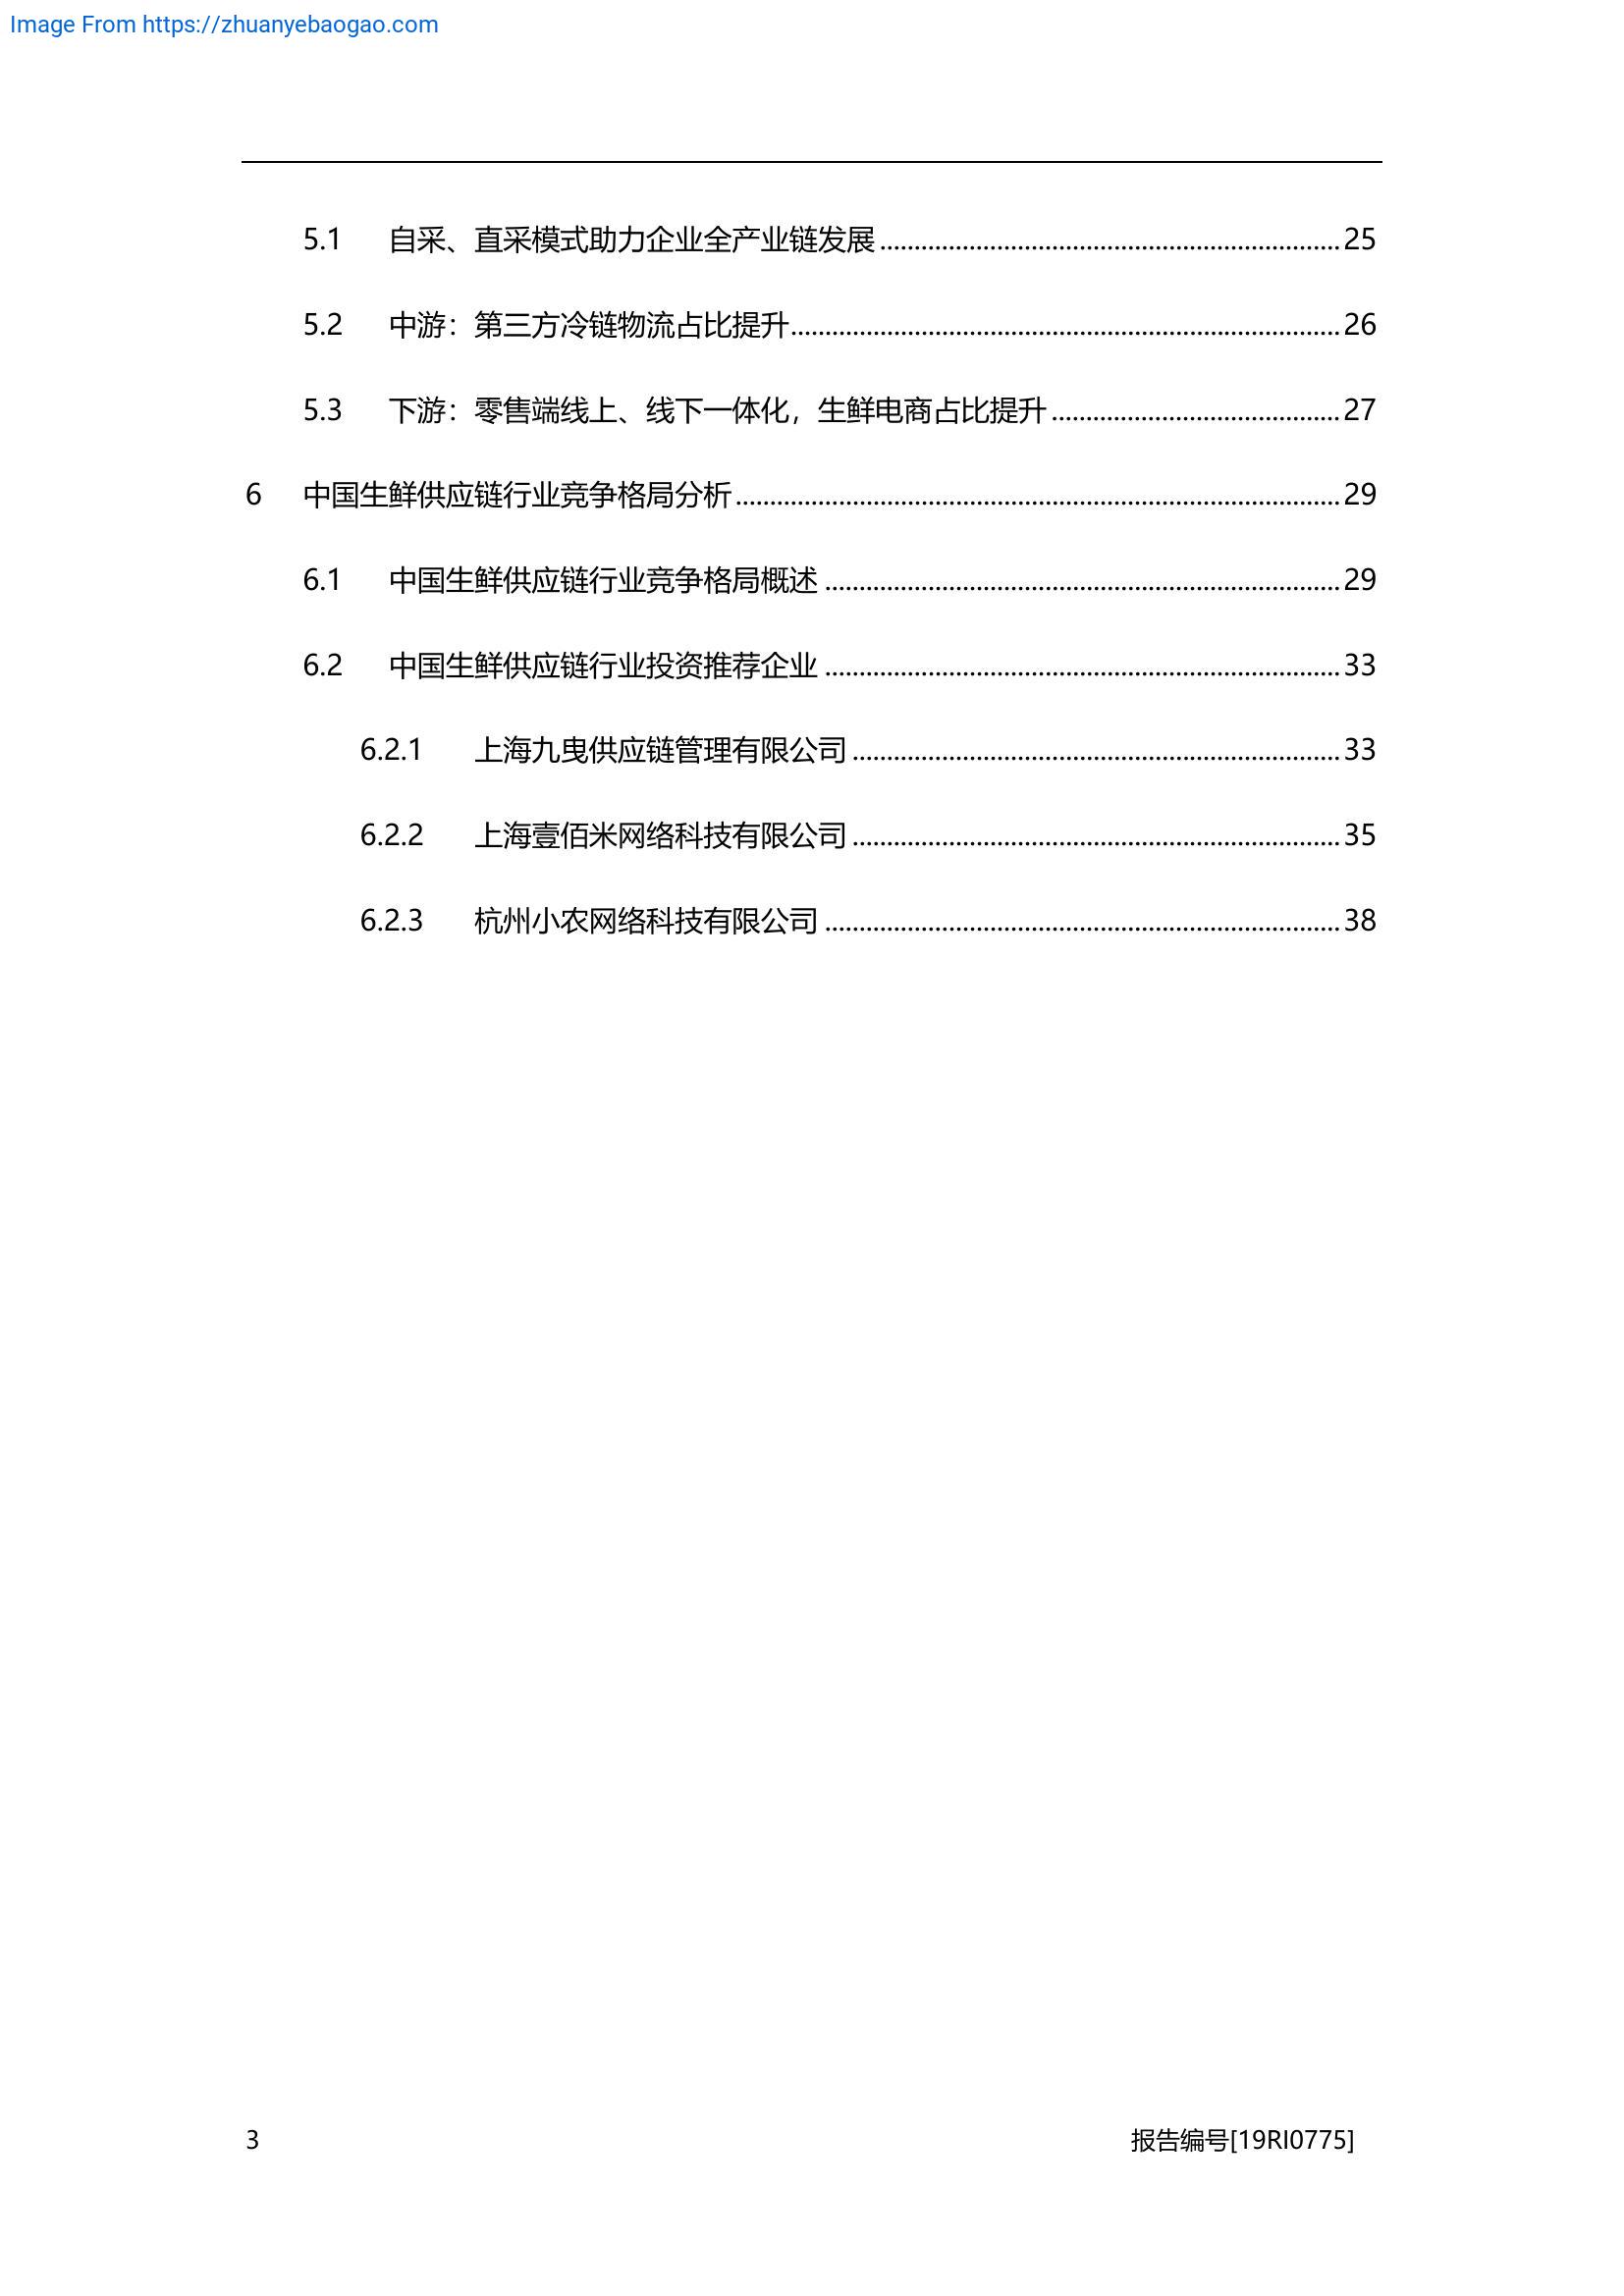 Image From https://zhuanyebaogao.com
5.1 自采、直采模式助力企业全产业链发展 25
5.2 中游：第三方冷链物流占比提升 26
5.3 下游：零售端线上、线下一体化，生鲜电商占比提升 27
6 中国生鲜供应链行业竞争格局分析 29
6.1 中国生鲜供应链行业竞争格局概述 29
6.2 中国生鲜供应链行业投资推荐企业 33
6.2.1 上海九曳供应链管理有限公司 33
6.2.2 上海壹佰米网络科技有限公司 35
6.2.3 杭州小农网络科技有限公司 38
3 报告编号[19RI0775]